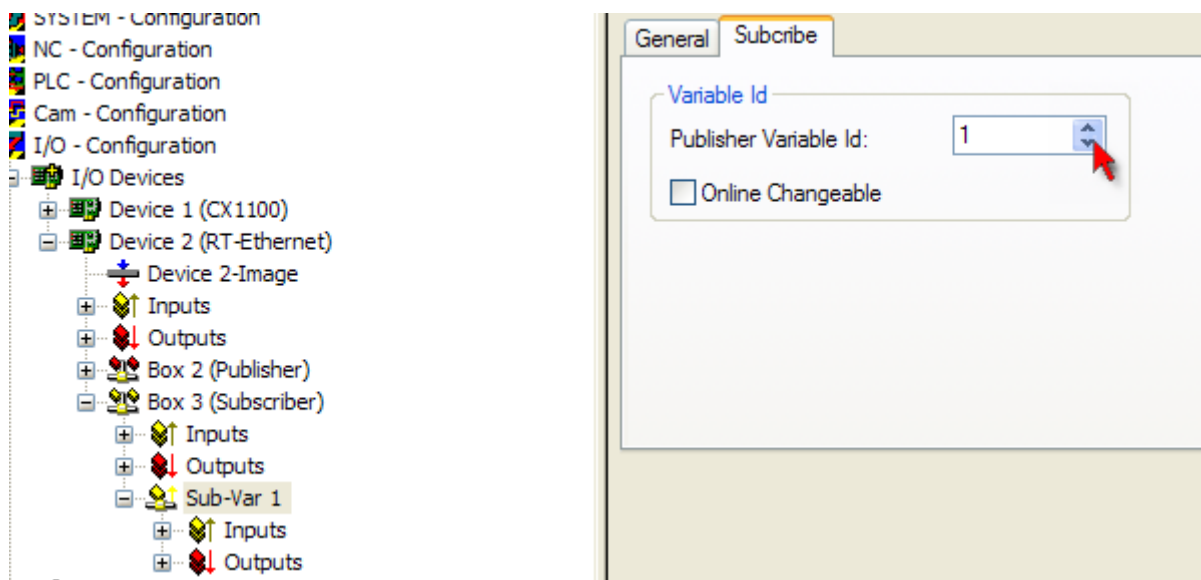 SYSTEM - Configuration
NC - Configuration
PLC - Configuration
Cam - Configuration
I/O - Configuration
I/O Devices
Device 1 (CX1100)
Device 2 (RT-Ethernet)
Device 2-Image
Inputs
Outputs
Box 2 (Publisher)
Box 3 (Subscriber)
Inputs
Outputs
Sub-Var 1
Inputs
Outputs
General Subcribe
Variable Id
Publisher Variable Id: 1
Online Changeable